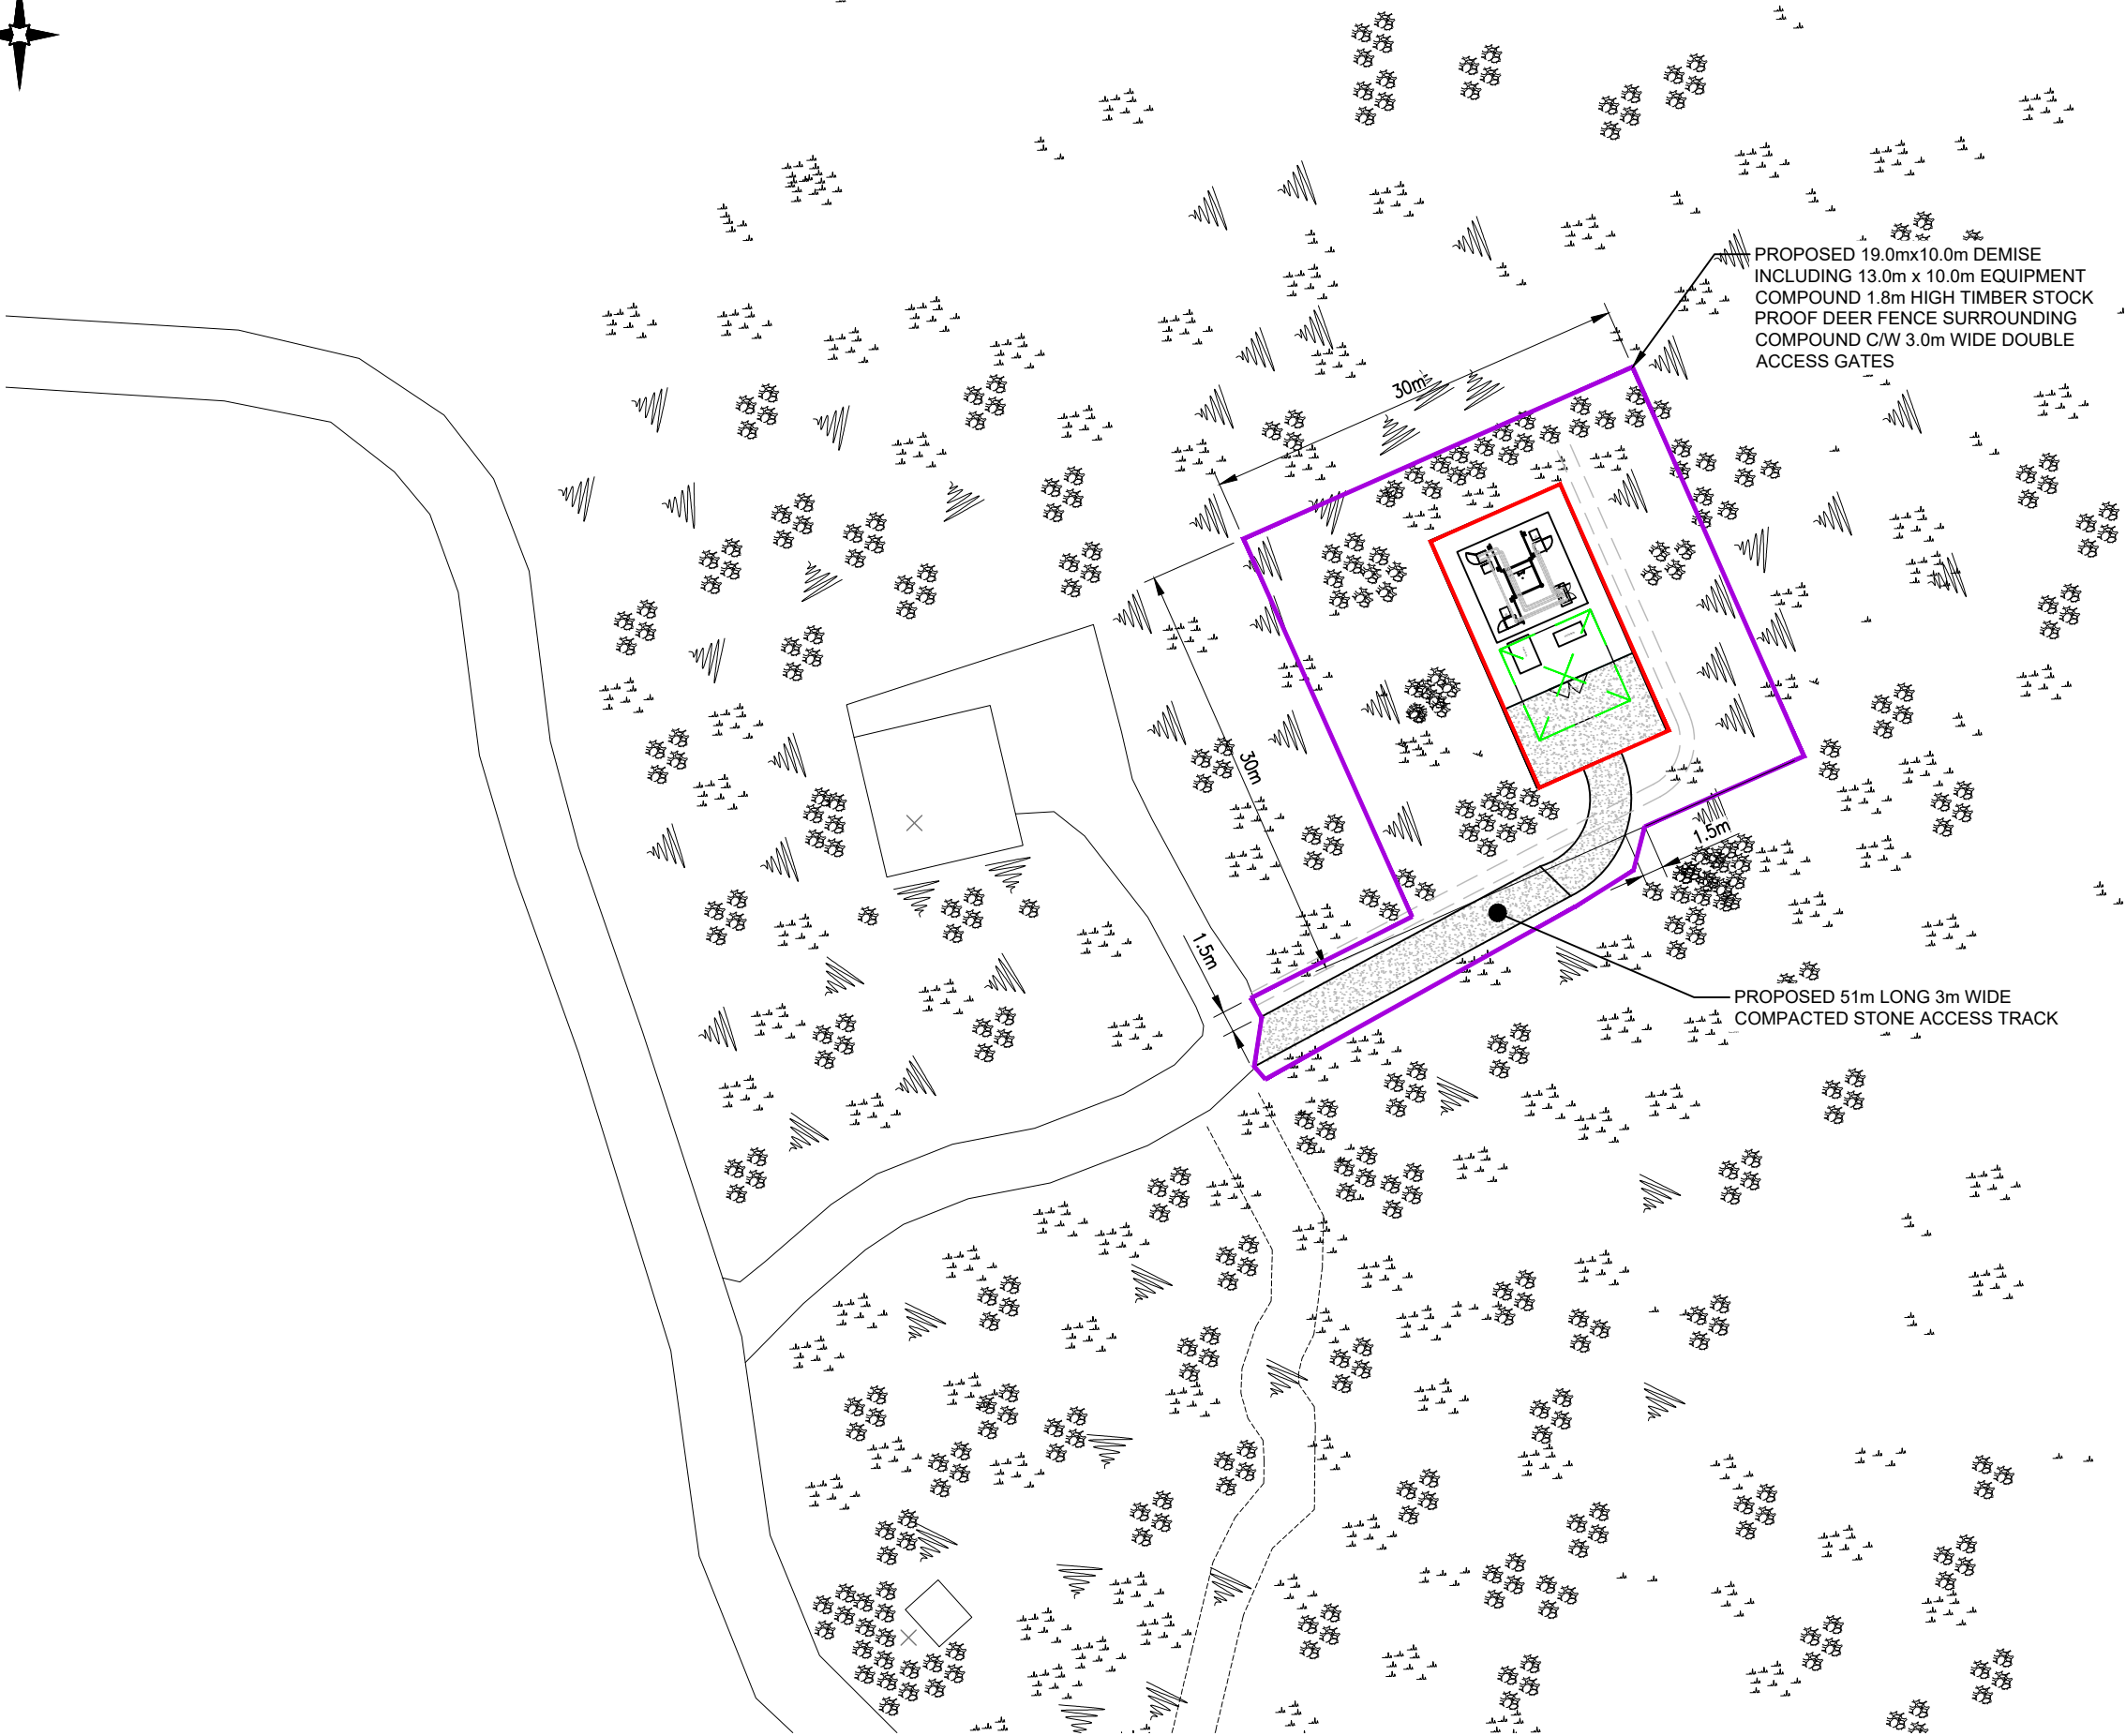 PROPOSED 19.0mx10.0m DEMISE
INCLUDING 13.0m x 10.0m EQUIPMENT
COMPOUND 1.8m HIGH TIMBER STOCK
PROOF DEER FENCE SURROUNDING
COMPOUND C/W 3.0m WIDE DOUBLE
ACCESS GATES
30m
30m
1.5m
1.5m
PROPOSED 51m LONG 3m WIDE
COMPACTED STONE ACCESS TRACK